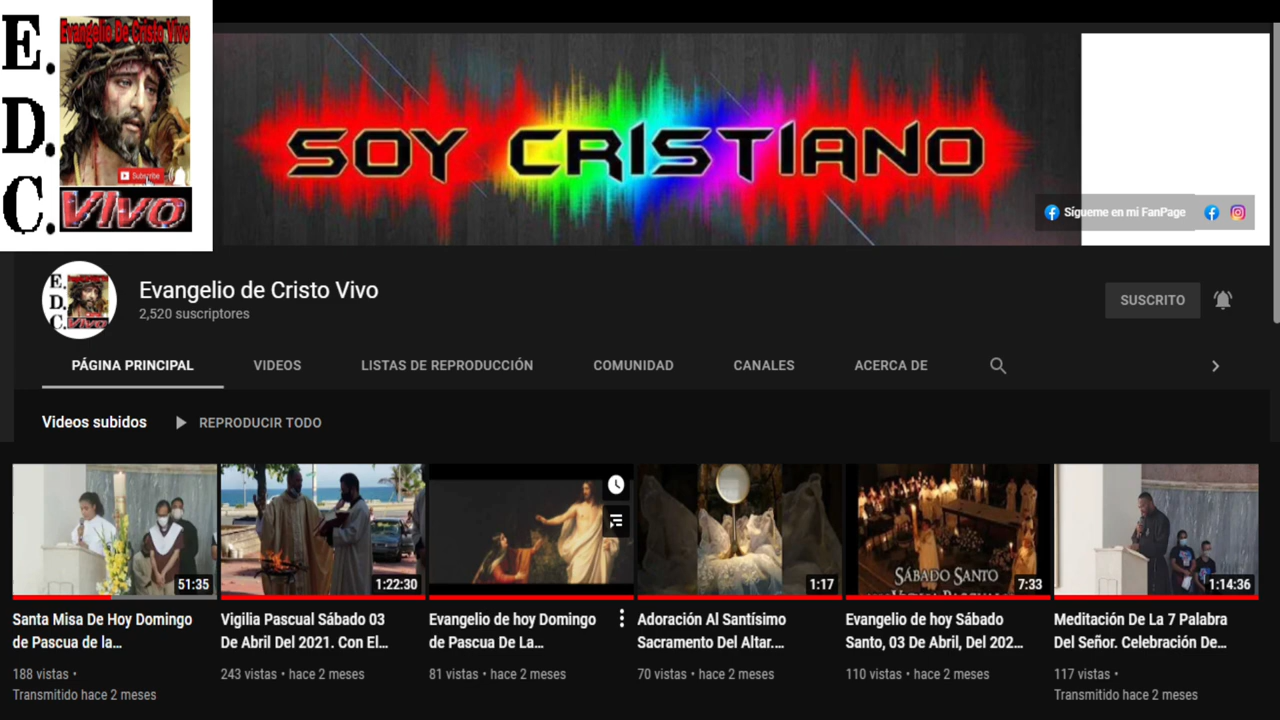 E.
D.
C.
Evangelio De Cristo Vivo
Subscribe
Vivo
SOY CRISTIANO
Sígueme en mi FanPage
E.
D.
C.
Vivo
Evangelio de Cristo Vivo
2,520 suscriptores
SUSCRITO
PÁGINA PRINCIPAL VIDEOS LISTAS DE REPRODUCCIÓN COMUNIDAD CANALES ACERCA DE
Videos subidos REPRODUCIR TODO
51:35
1:22:30
1:17
SÁBADO SANTO
7:33
1:14:36
Santa Misa De Hoy Domingo
de Pascua de la...
188 vistas •
Transmitido hace 2 meses
Vigilia Pascual Sábado 03
De Abril Del 2021. Con El...
243 vistas • hace 2 meses
Evangelio de hoy Domingo
de Pascua De La...
81 vistas • hace 2 meses
Adoración Al Santísimo
Sacramento Del Altar....
70 vistas • hace 2 meses
Evangelio de hoy Sábado
Santo, 03 De Abril, Del 202...
110 vistas • hace 2 meses
Meditación De La 7 Palabra
Del Señor. Celebración De...
117 vistas •
Transmitido hace 2 meses